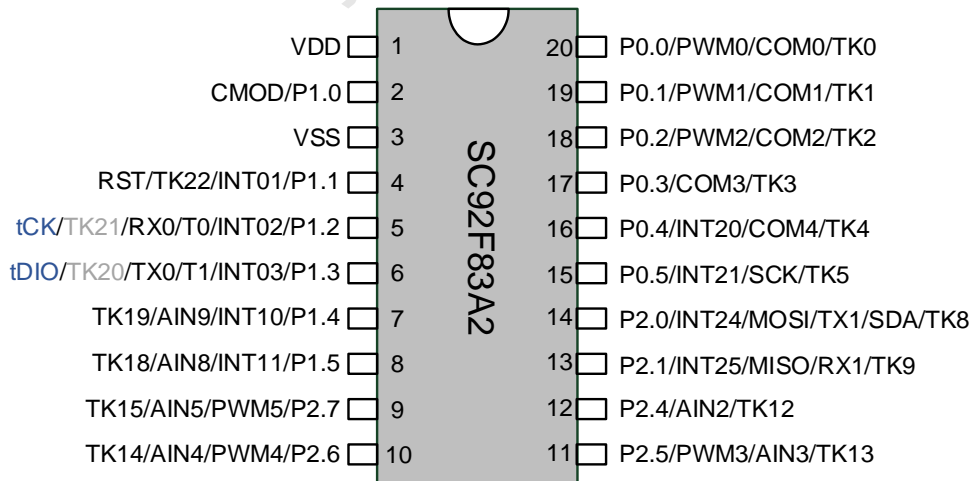 VDD 1 20 P0.0/PWM0/COM0/TK0
CMOD/P1.0 2 19 P0.1/PWM1/COM1/TK1
VSS 3 18 P0.2/PWM2/COM2/TK2
RST/TK22/INT01/P1.1 4 17 P0.3/COM3/TK3
tCK/TK21/RX0/T0/INT02/P1.2 5 16 P0.4/INT20/COM4/TK4
tDIO/TK20/TX0/T1/INT03/P1.3 6 15 P0.5/INT21/SCK/TK5
TK19/AIN9/INT10/P1.4 7 14 P2.0/INT24/MOSI/TX1/SDA/TK8
TK18/AIN8/INT11/P1.5 8 13 P2.1/INT25/MISO/RX1/TK9
TK15/AIN5/PWM5/P2.7 9 12 P2.4/AIN2/TK12
TK14/AIN4/PWM4/P2.6 10 11 P2.5/PWM3/AIN3/TK13
SC92F83A2